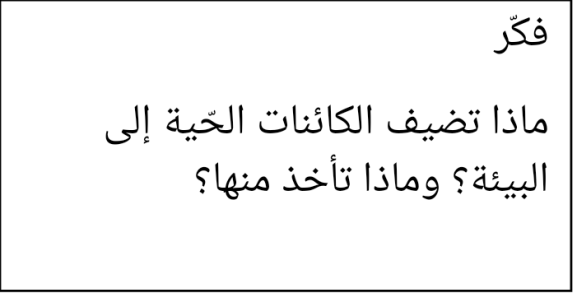 فكّر
ماذا تضيف الكائنات الحّية إلى
البيئة؟ وماذا تأخذ منها؟